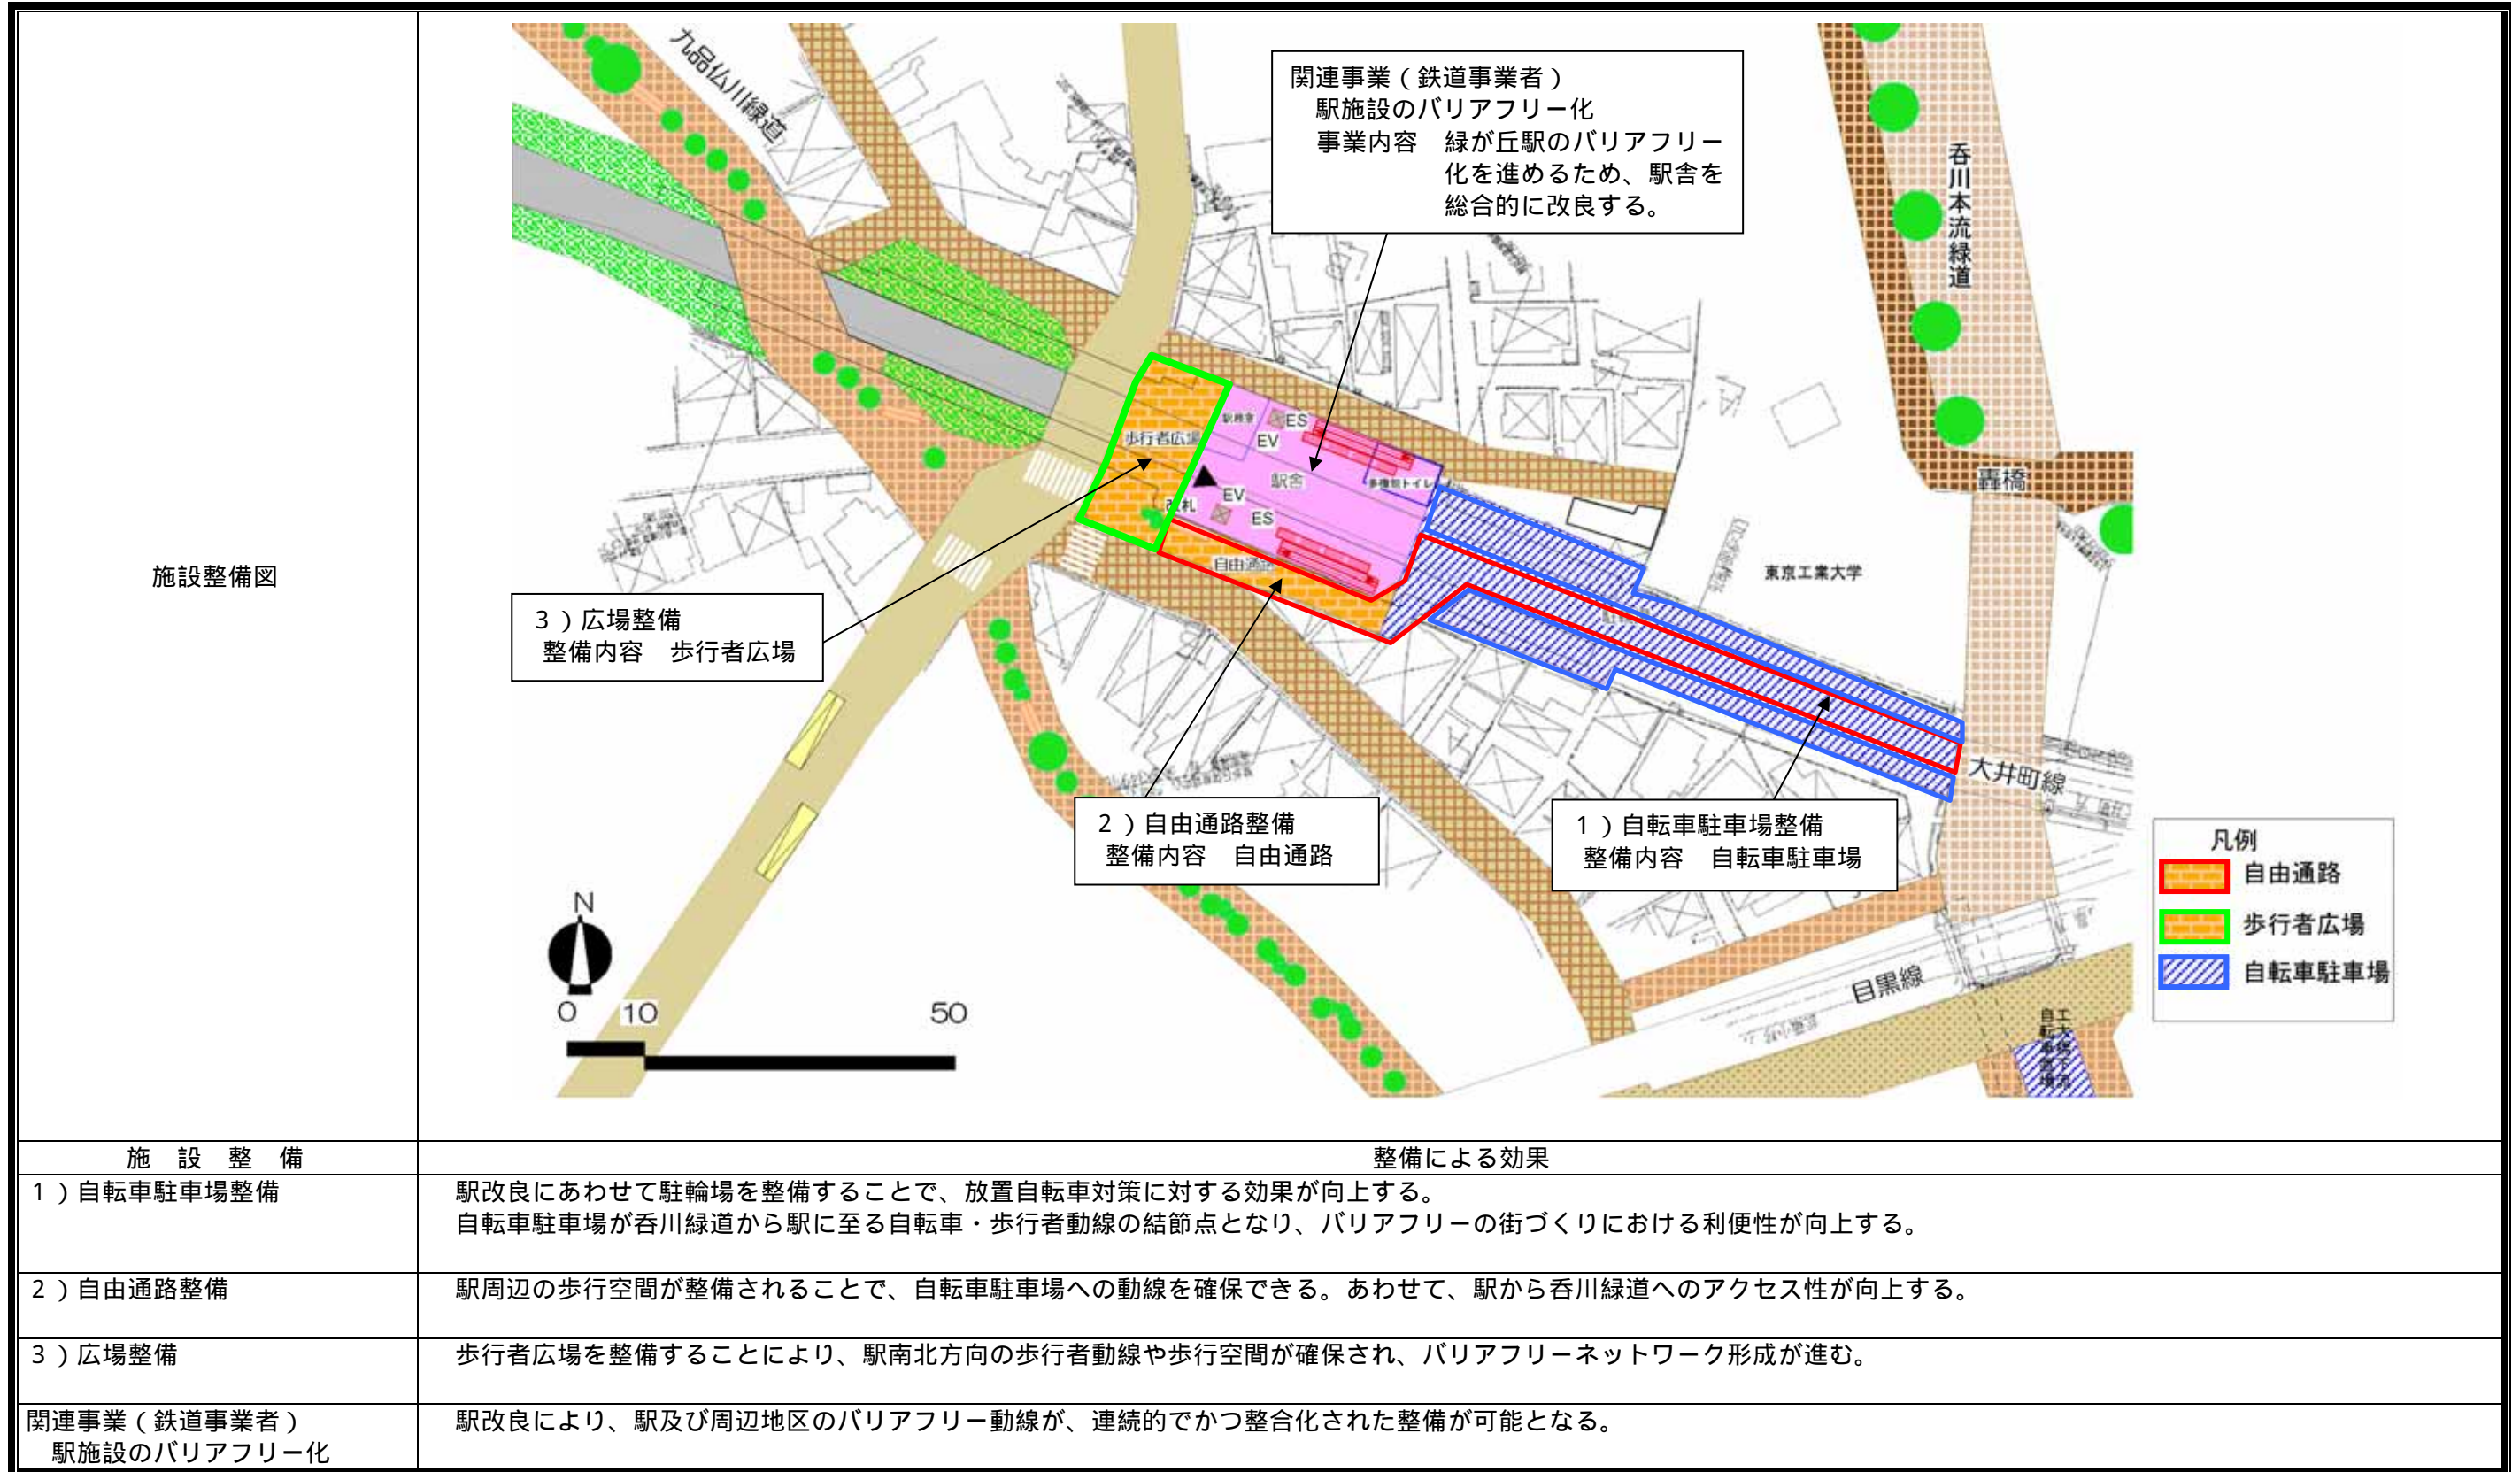 施設整備図
九品仏川緑道
関連事業（鉄道事業者）
駅施設のバリアフリー化
事業内容　緑が丘駅のバリアフリー
化を進めるため、駅舎を
総合的に改良する。
呑川本流緑道
轟橋
駅務室
ES
EV
歩行者広場
駅舎
多機能トイレ
改札
EV
ES
自由通路
東京工業大学
３）広場整備
整備内容　歩行者広場
２）自由通路整備
整備内容　自由通路
１）自転車駐車場整備
整備内容　自転車駐車場
大井町線
目黒線
凡例
自由通路
歩行者広場
自転車駐車場
N
0　10　50
施　設　整　備
整備による効果
１）自転車駐車場整備
駅改良にあわせて駐輪場を整備することで、放置自転車対策に対する効果が向上する。
自転車駐車場が呑川緑道から駅に至る自転車・歩行者動線の結節点となり、バリアフリーの街づくりにおける利便性が向上する。
２）自由通路整備
駅周辺の歩行空間が整備されることで、自転車駐車場への動線を確保できる。あわせて、駅から呑川緑道へのアクセス性が向上する。
３）広場整備
歩行者広場を整備することにより、駅南北方向の歩行者動線や歩行空間が確保され、バリアフリーネットワーク形成が進む。
関連事業（鉄道事業者）
駅施設のバリアフリー化
駅改良により、駅及び周辺地区のバリアフリー動線が、連続的でかつ整合化された整備が可能となる。